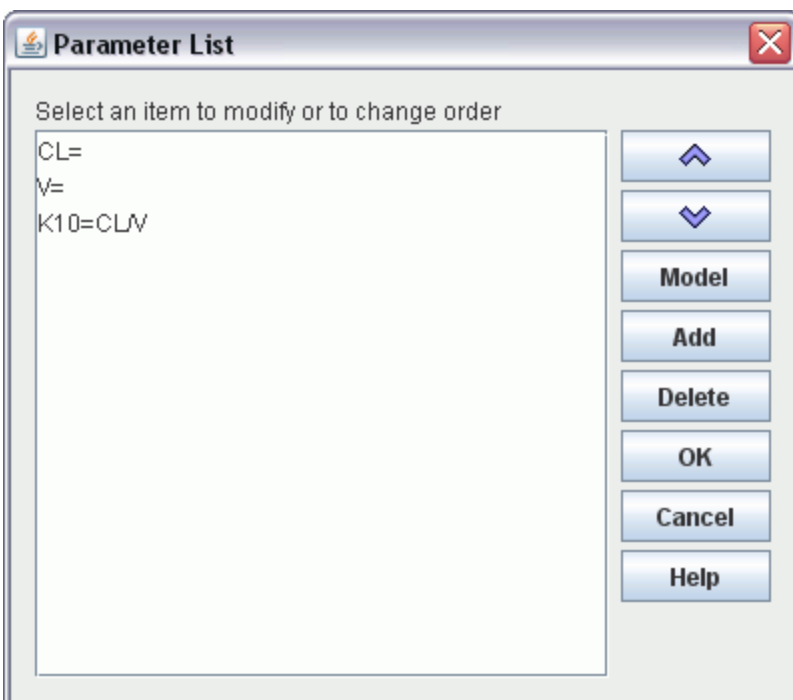 Parameter List
Select an item to modify or to change order
CL=
V=
K10=CL/V
Model
Add
Delete
OK
Cancel
Help